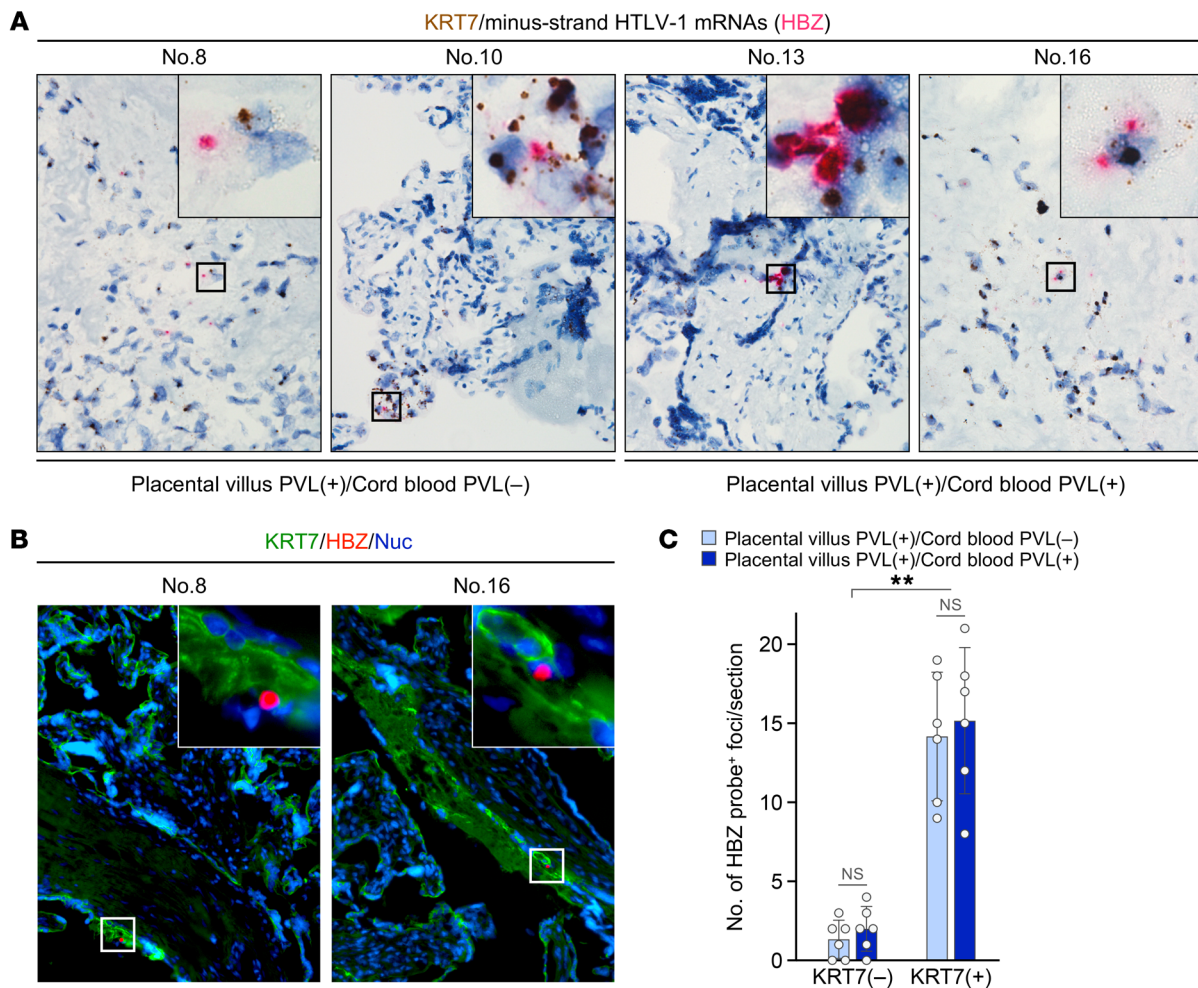 A
KRT7/minus-strand HTLV-1 mRNAs (HBZ)
No.8
No.10
No.13
No.16
Placental villus PVL(+)/Cord blood PVL(–)
Placental villus PVL(+)/Cord blood PVL(+)
B
KRT7/HBZ/Nuc
No.8
No.16
C
Placental villus PVL(+)/Cord blood PVL(–)
Placental villus PVL(+)/Cord blood PVL(+)
**
NS
NS
No. of HBZ probe⁺ foci/section
20
15
10
5
0
KRT7(–)
KRT7(+)